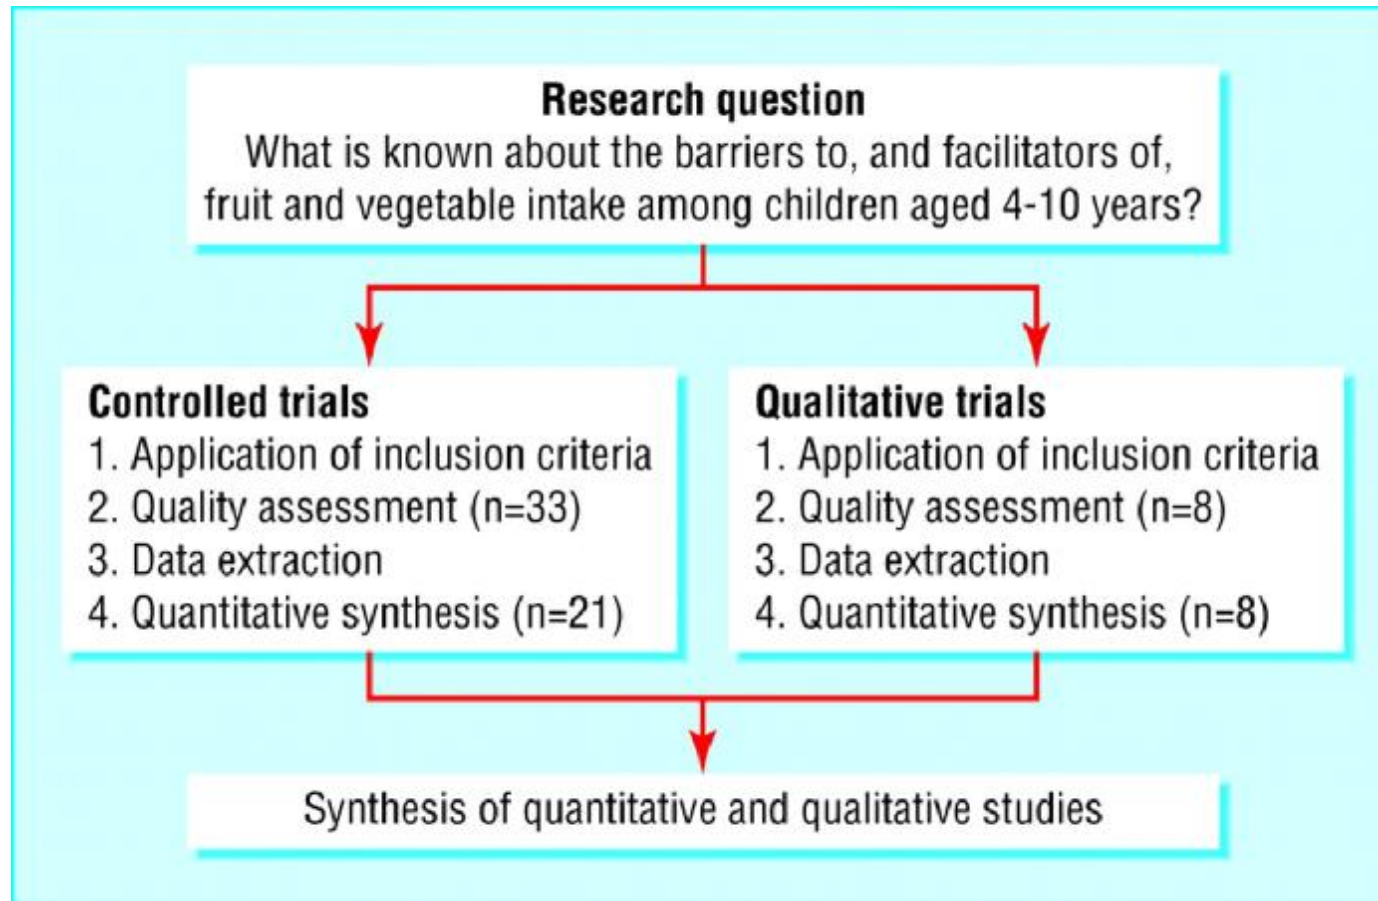 Research question
What is known about the barriers to, and facilitators of,
fruit and vegetable intake among children aged 4-10 years?
Controlled trials
1. Application of inclusion criteria
2. Quality assessment (n=33)
3. Data extraction
4. Quantitative synthesis (n=21)
Qualitative trials
1. Application of inclusion criteria
2. Quality assessment (n=8)
3. Data extraction
4. Quantitative synthesis (n=8)
Synthesis of quantitative and qualitative studies